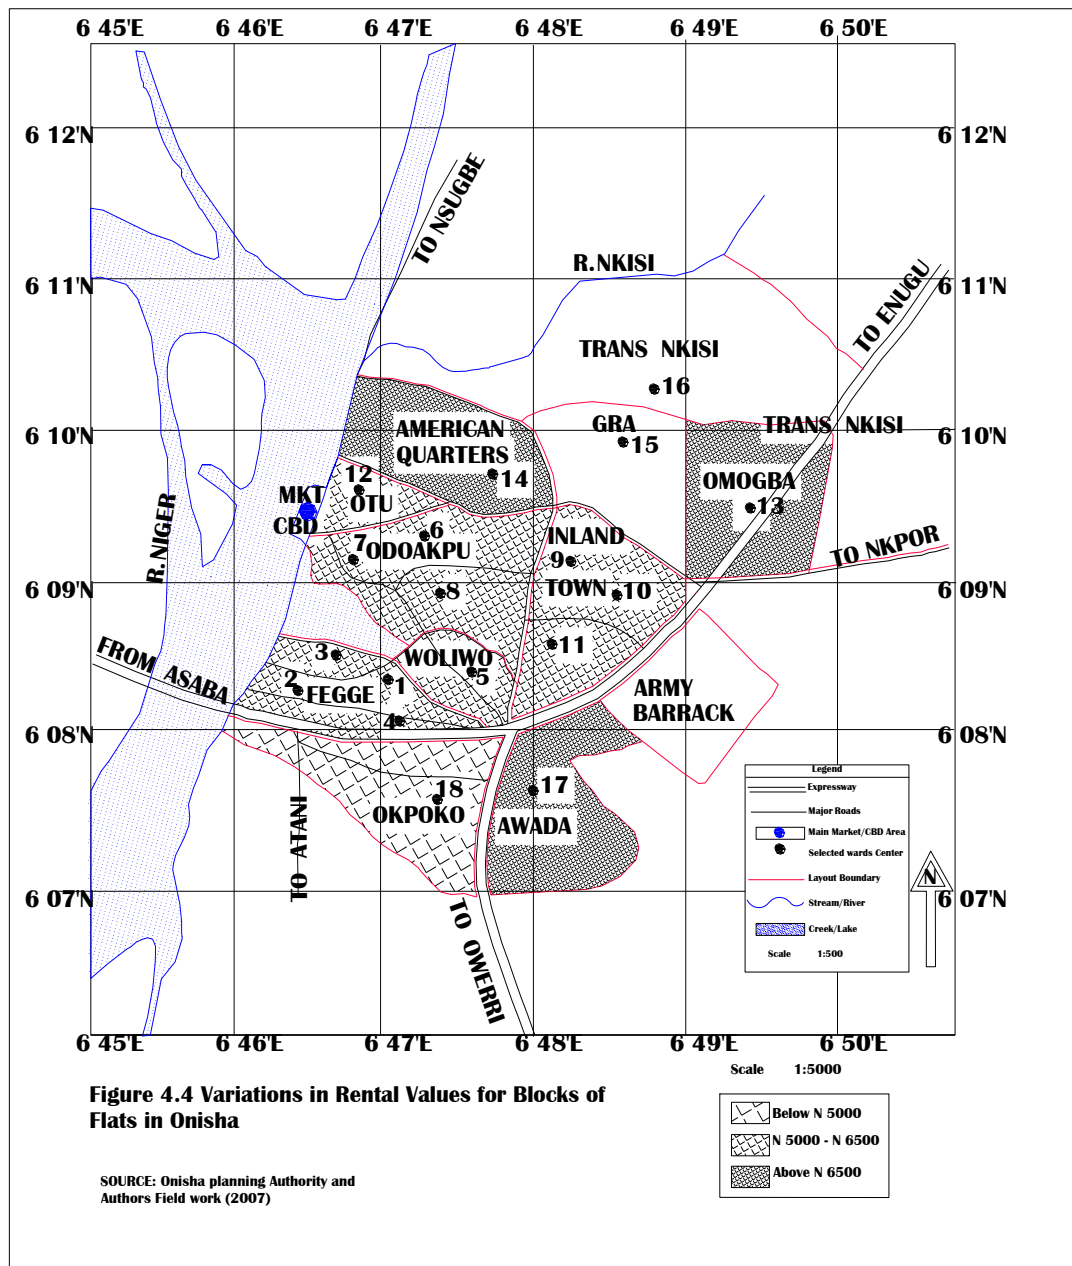 6 45'E 6 46'E 6 47'E 6 48'E 6 49'E 6 50'E
6 12'N 6 12'N
TO NSUGBE
R.NKISI
6 11'N 6 11'N
TO ENUGU
TRANS NKISI
16
GRA
15
TRANS NKISI
6 10'N 6 10'N
AMERICAN
QUARTERS
14
12
OTU
OMOGBA
13
MKT
CBD
R.NIGER
6
7
ODOAKPU
INLAND
9
TO NKPOR
6 09'N 6 09'N
8
TOWN
10
11
FROM ASABA
3
WOLIWO
5
2
FEGGE
1
4
ARMY
BARRACK
6 08'N 6 08'N
18
OKPOKO
17
AWADA
TO ATANI
6 07'N 6 07'N
TO OWERRI
Legend
Expressway
Major Roads
Main Market/CBD Area
Selected wards Center
Layout Boundary
Stream/River
Creek/Lake
Scale 1:500
N
6 45'E 6 46'E 6 47'E 6 48'E 6 49'E 6 50'E
Scale 1:5000
Figure 4.4 Variations in Rental Values for Blocks of
Flats in Onisha
Below N 5000
N 5000 - N 6500
Above N 6500
SOURCE: Onisha planning Authority and
Authors Field work (2007)